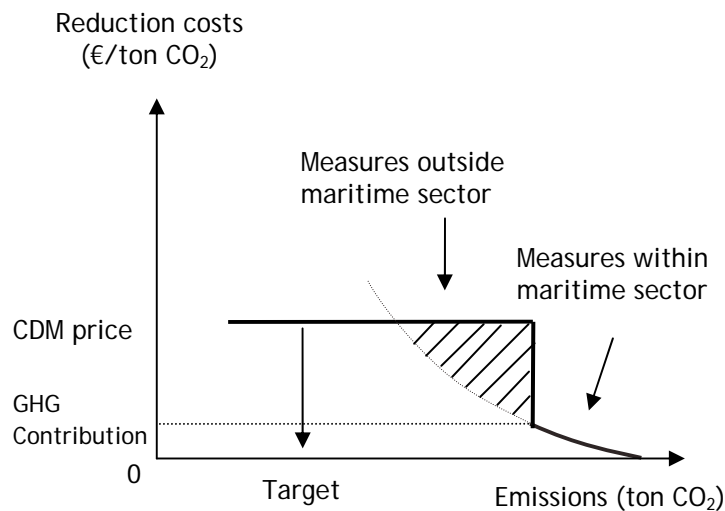 Reduction costs
(€/ton CO₂)
Measures outside
maritime sector
Measures within
maritime sector
CDM price
GHG
Contribution
0
Target
Emissions (ton CO₂)